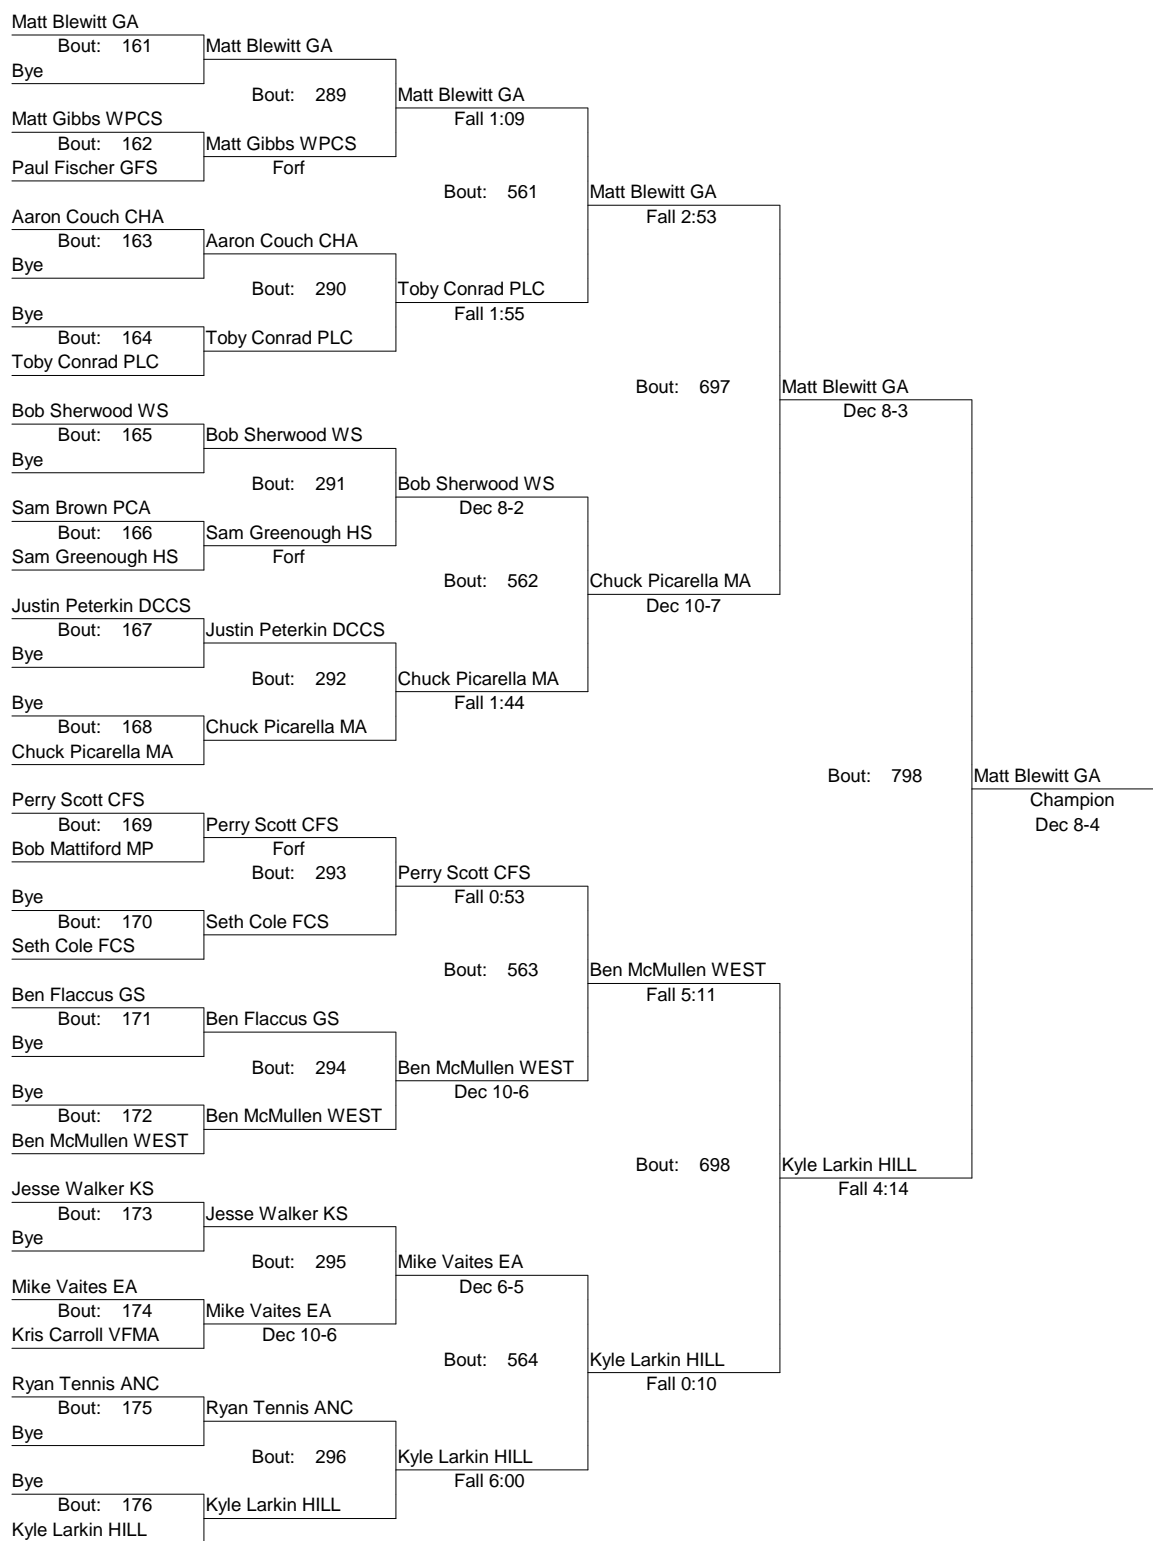 Matt Blewitt GA
Bout: 161
Matt Blewitt GA
Bye
Bout: 289
Matt Blewitt GA
Fall 1:09
Matt Gibbs WPCS
Bout: 162
Matt Gibbs WPCS
Paul Fischer GFS
Forf
Bout: 561
Matt Blewitt GA
Fall 2:53
Aaron Couch CHA
Bout: 163
Aaron Couch CHA
Bye
Bout: 290
Toby Conrad PLC
Fall 1:55
Bye
Bout: 164
Toby Conrad PLC
Toby Conrad PLC
Bout: 697
Matt Blewitt GA
Dec 8-3
Bob Sherwood WS
Bout: 165
Bob Sherwood WS
Bye
Bout: 291
Bob Sherwood WS
Dec 8-2
Sam Brown PCA
Bout: 166
Sam Greenough HS
Sam Greenough HS
Forf
Bout: 562
Chuck Picarella MA
Dec 10-7
Justin Peterkin DCCS
Bout: 167
Justin Peterkin DCCS
Bye
Bout: 292
Chuck Picarella MA
Fall 1:44
Bye
Bout: 168
Chuck Picarella MA
Chuck Picarella MA
Bout: 798
Matt Blewitt GA
Champion
Dec 8-4
Perry Scott CFS
Bout: 169
Perry Scott CFS
Bob Mattiford MP
Forf
Bout: 293
Perry Scott CFS
Fall 0:53
Bye
Bout: 170
Seth Cole FCS
Seth Cole FCS
Bout: 563
Ben McMullen WEST
Fall 5:11
Ben Flaccus GS
Bout: 171
Ben Flaccus GS
Bye
Bout: 294
Ben McMullen WEST
Dec 10-6
Bye
Bout: 172
Ben McMullen WEST
Ben McMullen WEST
Bout: 698
Kyle Larkin HILL
Fall 4:14
Jesse Walker KS
Bout: 173
Jesse Walker KS
Bye
Bout: 295
Mike Vaites EA
Dec 6-5
Mike Vaites EA
Bout: 174
Mike Vaites EA
Kris Carroll VFMA
Dec 10-6
Bout: 564
Kyle Larkin HILL
Fall 0:10
Ryan Tennis ANC
Bout: 175
Ryan Tennis ANC
Bye
Bout: 296
Kyle Larkin HILL
Fall 6:00
Bye
Bout: 176
Kyle Larkin HILL
Kyle Larkin HILL